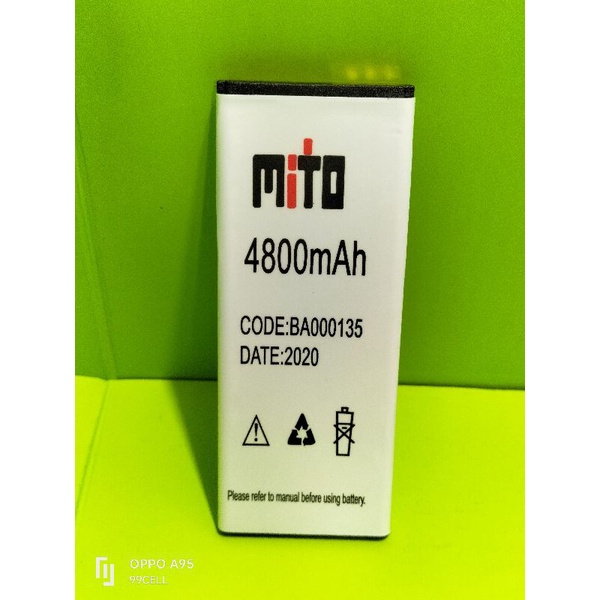 mito
4800mAh
CODE:BA000135
DATE:2020
Please refer to manual before using battery.
OPPO A95
99CELL